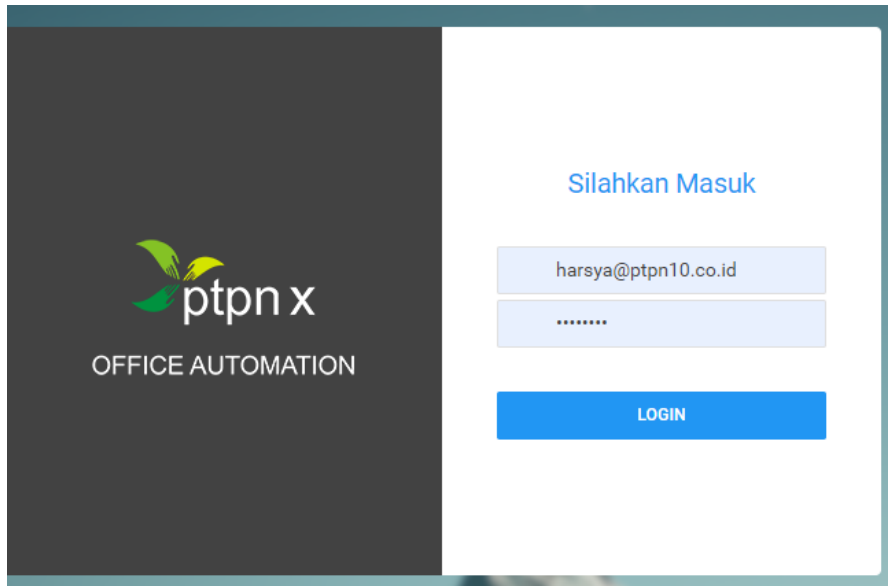 ptpn x
OFFICE AUTOMATION
Silahkan Masuk
harsya@ptpn10.co.id
••••••••
LOGIN